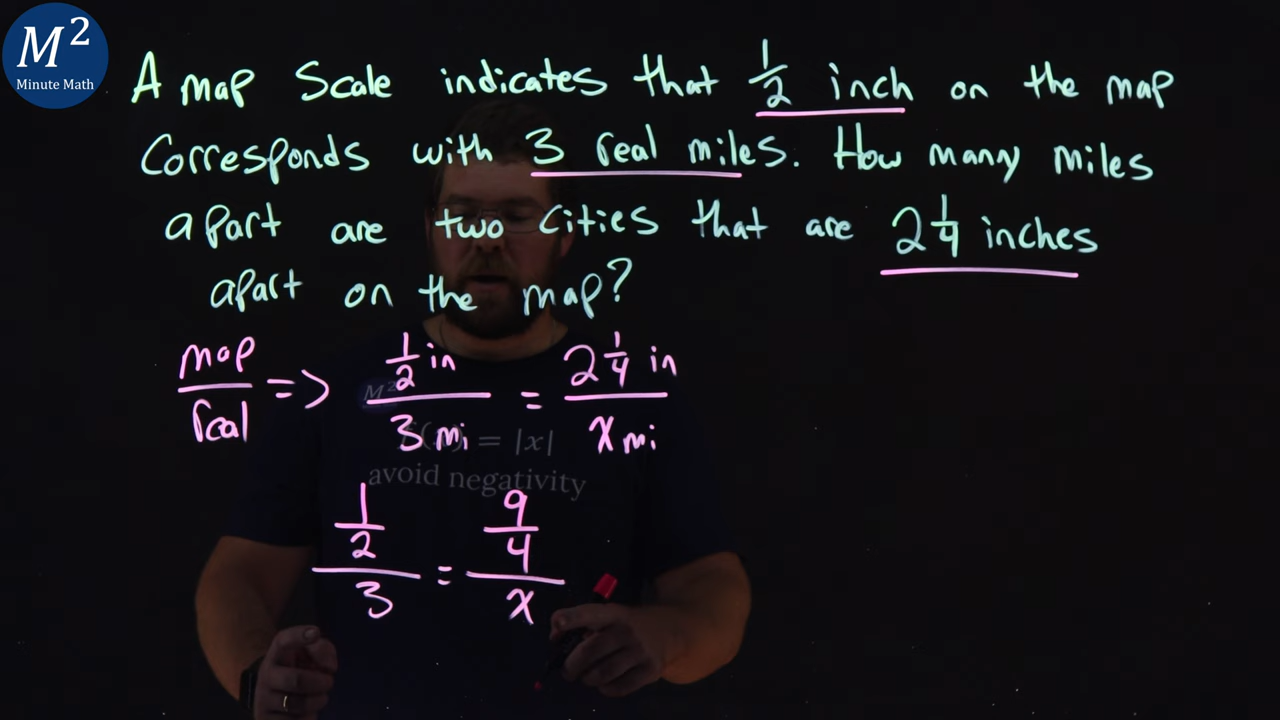 M²
Minute Math
A map Scale indicates that 1/2 inch on the map
Corresponds with 3 real miles. How many miles
apart are two Cities that are 2 1/4 inches
apart on the map?
map/real => (1/2 in)/(3 mi) = (2 1/4 in)/(x mi)
= |x|
avoid negativity
(1/2)/3 = (9/4)/x